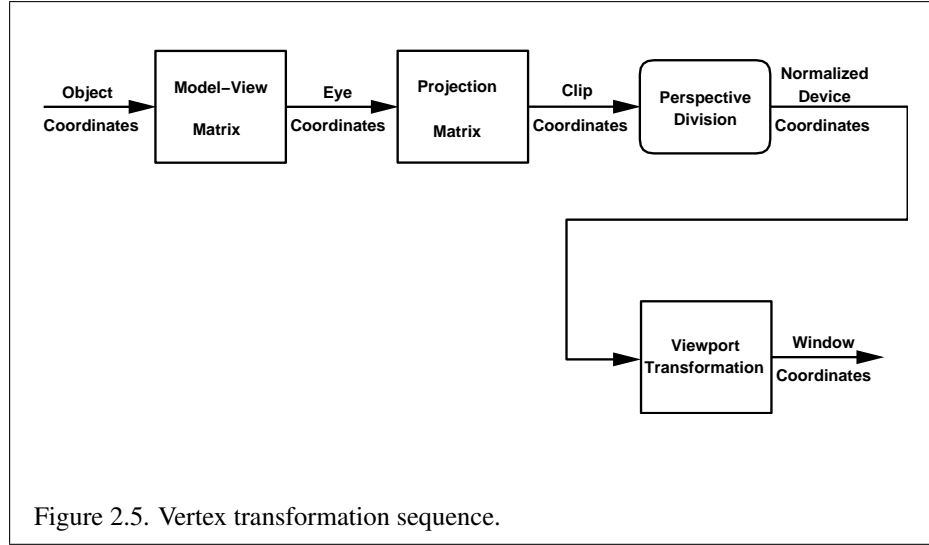 Object
Coordinates
Model–View
Matrix
Eye
Coordinates
Projection
Matrix
Clip
Coordinates
Perspective
Division
Normalized
Device
Coordinates
Viewport
Transformation
Window
Coordinates
Figure 2.5. Vertex transformation sequence.